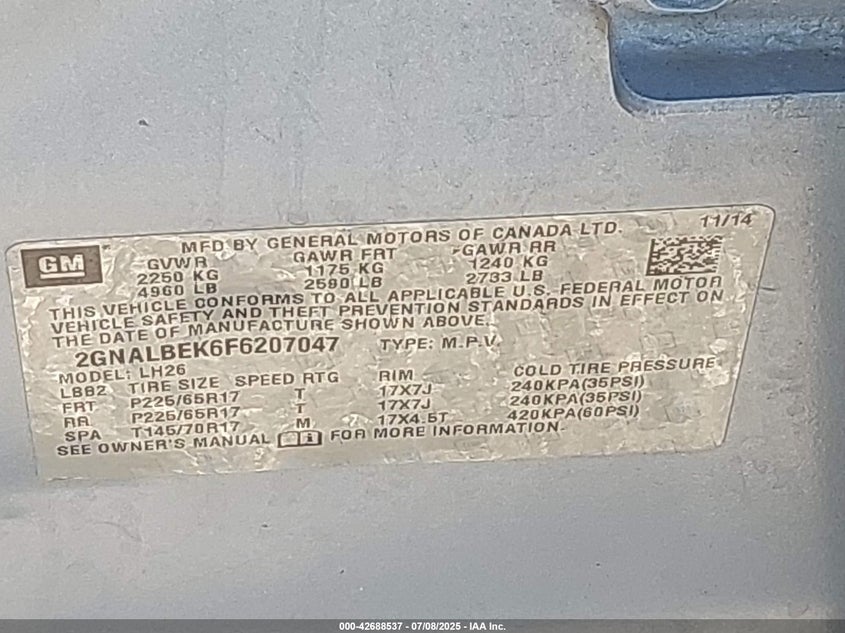 GM
MFD BY GENERAL MOTORS OF CANADA LTD. 11/14
GVWR GAWR FRT GAWR RR
2250 KG 1175 KG 1240 KG
4960 LB 2590 LB 2733 LB
THIS VEHICLE CONFORMS TO ALL APPLICABLE U.S. FEDERAL MOTOR
VEHICLE SAFETY AND THEFT PREVENTION STANDARDS IN EFFECT ON
THE DATE OF MANUFACTURE SHOWN ABOVE.
2GNALBEK6F6207047 TYPE: M.P.V.
MODEL: LH26
LBB2 TIRE SIZE SPEED RTG RIM COLD TIRE PRESSURE
FRT P225/65R17 T 17X7J 240KPA(35PSI)
RR P225/65R17 T 17X7J 240KPA(35PSI)
SPA T145/70R17 M 17X4.5T 420KPA(60PSI)
SEE OWNER'S MANUAL FOR MORE INFORMATION.
000-42688537 - 07/08/2025 - IAA Inc.